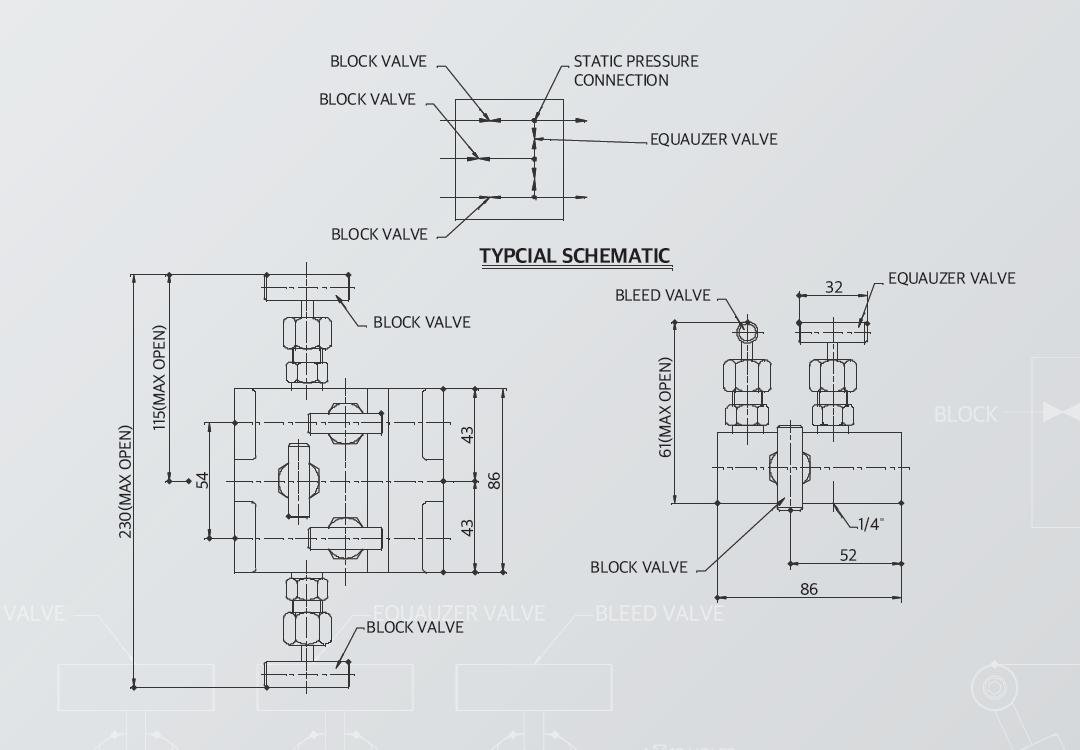 BLOCK VALVE
STATIC PRESSURE
CONNECTION
BLOCK VALVE
EQUAUZER VALVE
BLOCK VALVE
TYPCIAL SCHEMATIC
BLOCK VALVE
115(MAX OPEN)
230(MAX OPEN)
54
43
86
43
BLOCK VALVE
BLEED VALVE
32
EQUAUZER VALVE
61(MAX OPEN)
1/4"
BLOCK VALVE
52
86
BLOCK
VALVE
EQUAUZER VALVE
BLEED VALVE